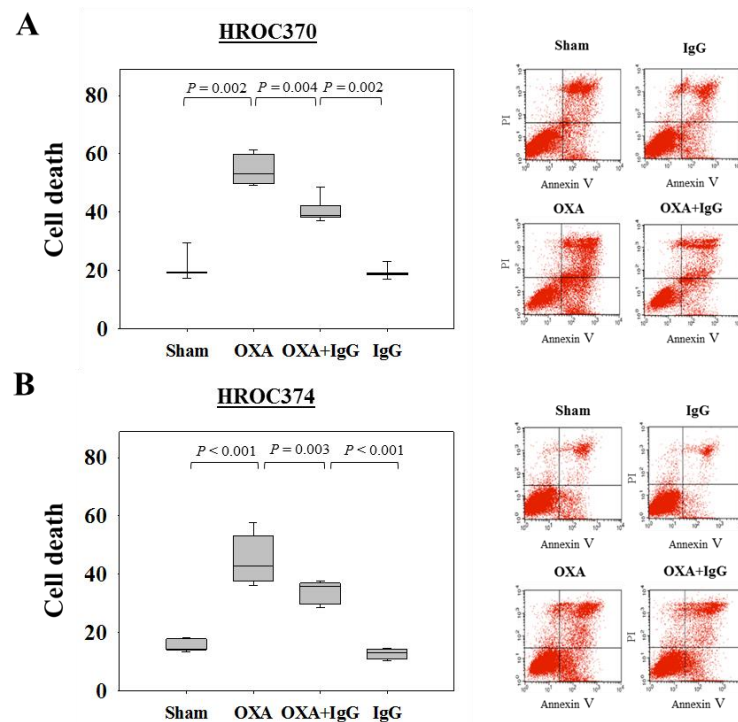 A
HROC370
P = 0.002 P = 0.004 P = 0.002
80
60
40
20
0
Cell death
Sham OXA OXA+IgG IgG
Sham IgG
PI
Annexin V Annexin V
OXA OXA+IgG
PI
Annexin V Annexin V
B
HROC374
P < 0.001 P = 0.003 P < 0.001
80
60
40
20
0
Cell death
Sham OXA OXA+IgG IgG
Sham IgG
PI
Annexin V Annexin V
OXA OXA+IgG
PI
Annexin V Annexin V